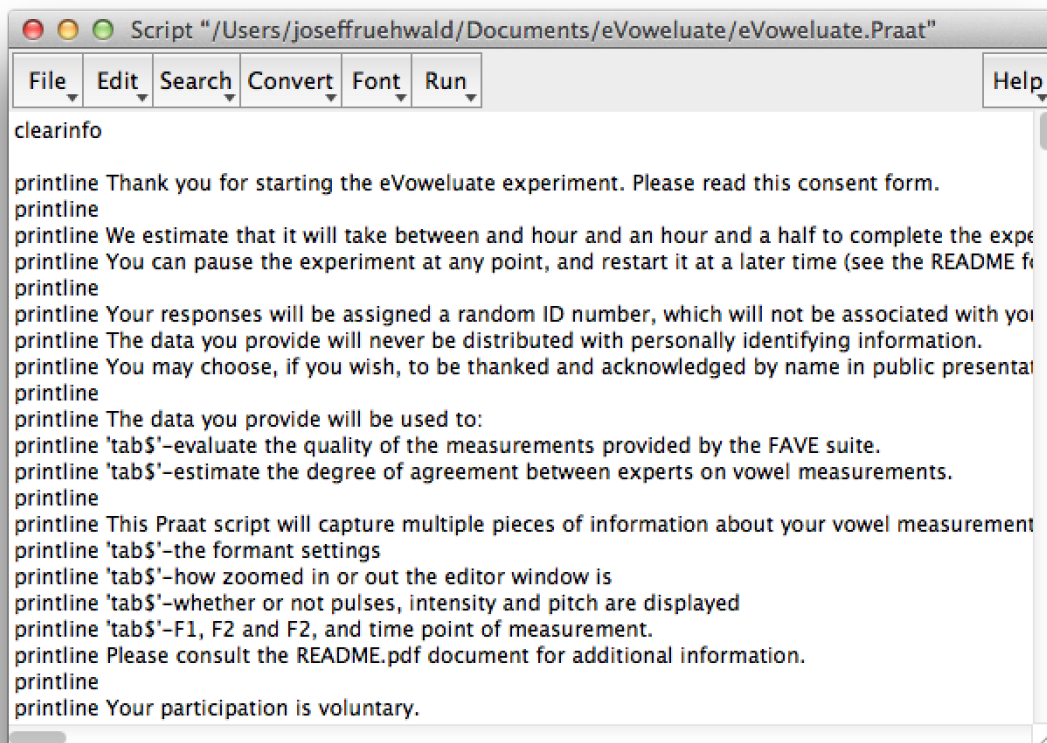 Script “/Users/joseffruehwald/Documents/eVoweluate/eVoweluate.Praat”
File Edit Search Convert Font Run Help
clearinfo
printline Thank you for starting the eVoweluate experiment. Please read this consent form.
printline
printline We estimate that it will take between and hour and an hour and a half to complete the expe
printline You can pause the experiment at any point, and restart it at a later time (see the README fo
printline
printline Your responses will be assigned a random ID number, which will not be associated with you
printline The data you provide will never be distributed with personally identifying information.
printline You may choose, if you wish, to be thanked and acknowledged by name in public presentat
printline
printline The data you provide will be used to:
printline 'tab$'-evaluate the quality of the measurements provided by the FAVE suite.
printline 'tab$'-estimate the degree of agreement between experts on vowel measurements.
printline
printline This Praat script will capture multiple pieces of information about your vowel measurement
printline 'tab$'-the formant settings
printline 'tab$'-how zoomed in or out the editor window is
printline 'tab$'-whether or not pulses, intensity and pitch are displayed
printline 'tab$'-F1, F2 and F2, and time point of measurement.
printline Please consult the README.pdf document for additional information.
printline
printline Your participation is voluntary.